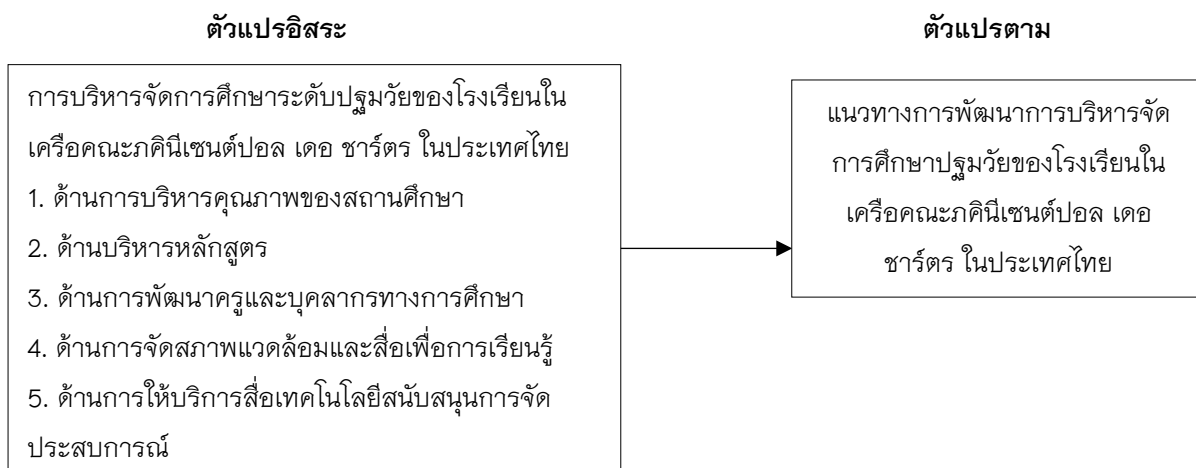 ตัวแปรอิสระ
การบริหารจัดการศึกษาระดับปฐมวัยของโรงเรียนใน
เครือคณะภคินีเซนต์ปอล เดอ ชาร์ตร ในประเทศไทย
1. ด้านการบริหารคุณภาพของสถานศึกษา
2. ด้านบริหารหลักสูตร
3. ด้านการพัฒนาครูและบุคลากรทางการศึกษา
4. ด้านการจัดสภาพแวดล้อมและสื่อเพื่อการเรียนรู้
5. ด้านการให้บริการสื่อเทคโนโลยีสนับสนุนการจัด
ประสบการณ์
ตัวแปรตาม
แนวทางการพัฒนาการบริหารจัด
การศึกษาปฐมวัยของโรงเรียนใน
เครือคณะภคินีเซนต์ปอล เดอ
ชาร์ตร ในประเทศไทย